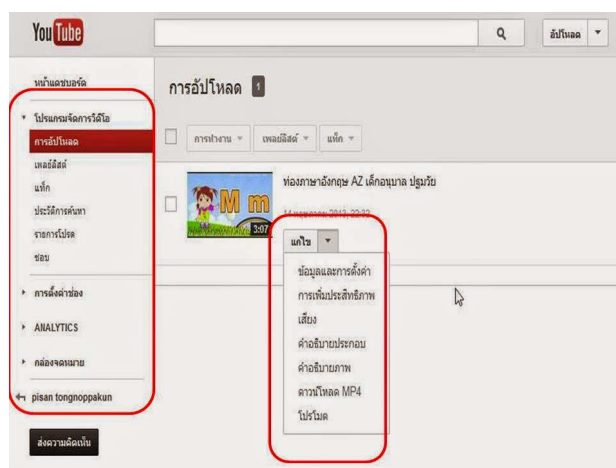 YouTube
อัปโหลด
หน้าแดชบอร์ด
โปรแกรมจัดการวิดีโอ
การอัปโหลด
เพลย์ลิสต์
แท็ก
ประวัติการค้นหา
รายการโปรด
ชอบ
การตั้งค่าช่อง
ANALYTICS
กล่องจดหมาย
pisan tongnoppakun
ส่งความคิดเห็น
การอัปโหลด 1
การทำงาน
เพลย์ลิสต์
แท็ก
M m
3:07
ท่องภาษาอังกฤษ AZ เด็กอนุบาล ปฐมวัย
2013, 22:32
แก้ไข
ข้อมูลและการตั้งค่า
การเพิ่มประสิทธิภาพ
เสียง
คำอธิบายประกอบ
คำอธิบายภาพ
ดาวน์โหลด MP4
โปรโมต